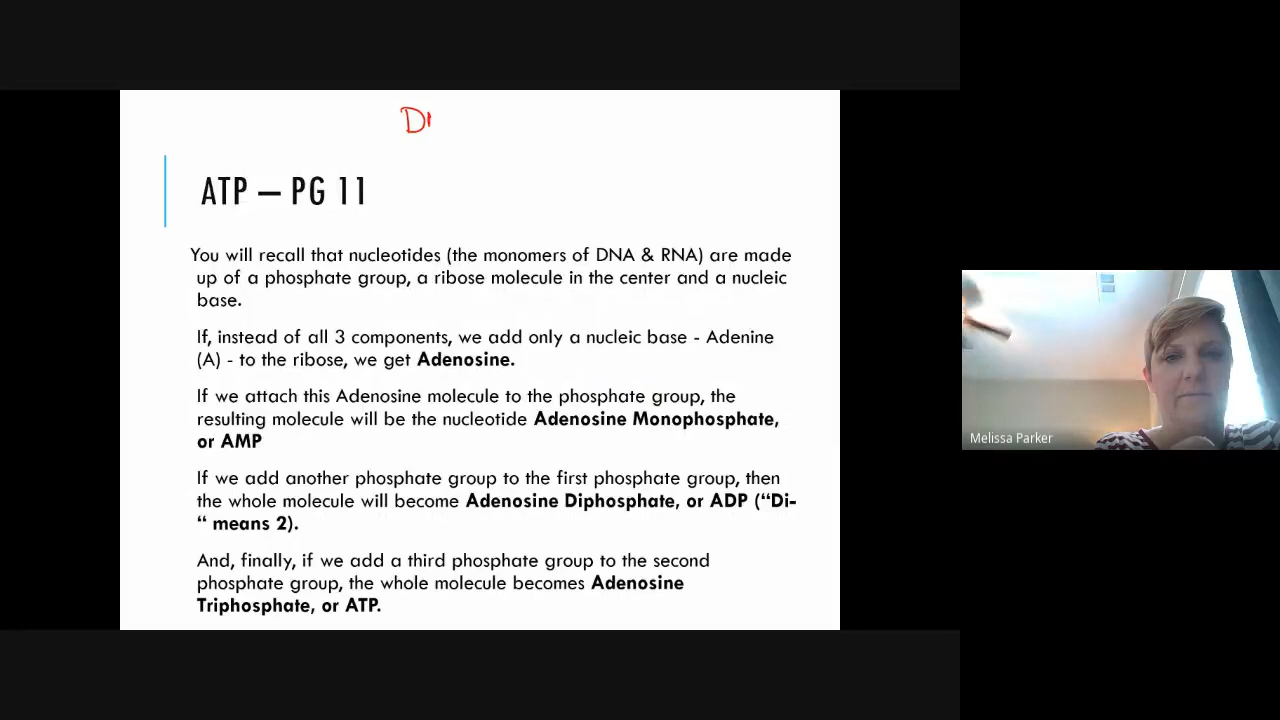 D
ATP – PG 11
You will recall that nucleotides (the monomers of DNA & RNA) are made
up of a phosphate group, a ribose molecule in the center and a nucleic
base.
If, instead of all 3 components, we add only a nucleic base - Adenine
(A) - to the ribose, we get Adenosine.
If we attach this Adenosine molecule to the phosphate group, the
resulting molecule will be the nucleotide Adenosine Monophosphate,
or AMP
If we add another phosphate group to the first phosphate group, then
the whole molecule will become Adenosine Diphosphate, or ADP (“Di-
“ means 2).
And, finally, if we add a third phosphate group to the second
phosphate group, the whole molecule becomes Adenosine
Triphosphate, or ATP.
Melissa Parker